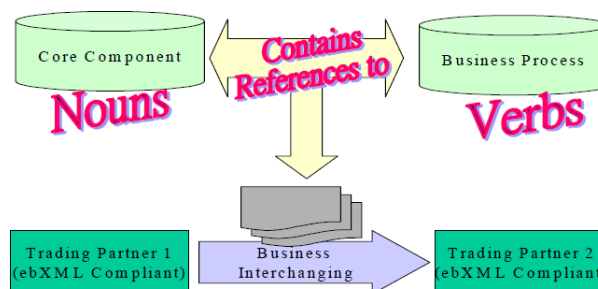 Core Component
Contains
References to
Business Process
Nouns
Verbs
Trading Partner 1
(ebXML Compliant)
Business
Interchanging
Trading Partner 2
(ebXML Compliant